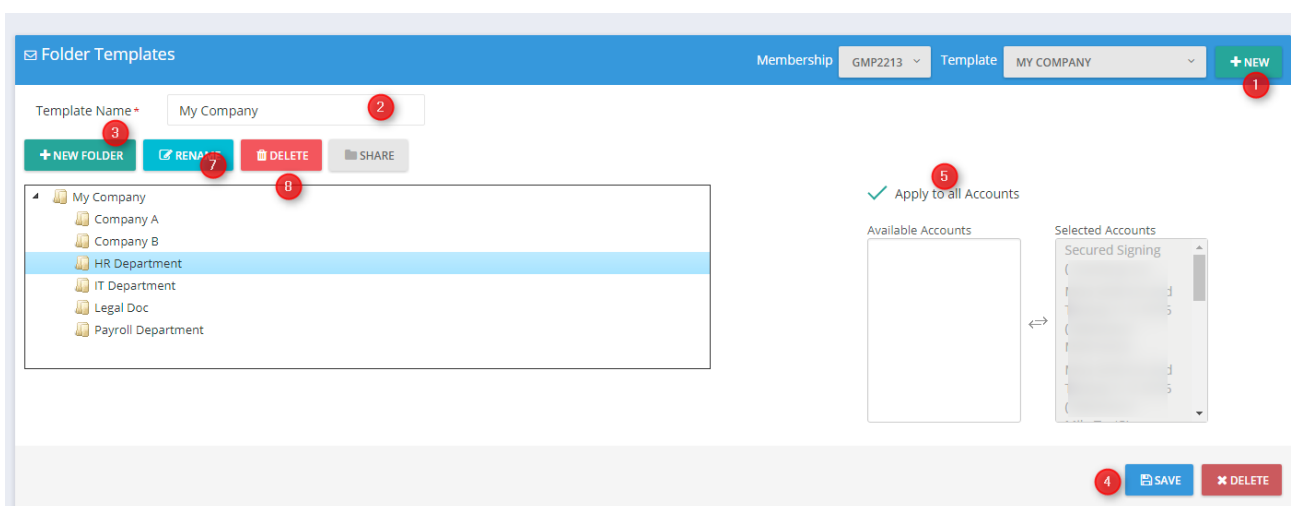 Folder Templates
Membership GMP2213 Template MY COMPANY + NEW
1
Template Name * My Company 2
3
+ NEW FOLDER RENAME DELETE SHARE
7
8
My Company
Company A
Company B
HR Department
IT Department
Legal Doc
Payroll Department
5
Apply to all Accounts
Available Accounts Selected Accounts
Secured Signing
4 SAVE DELETE